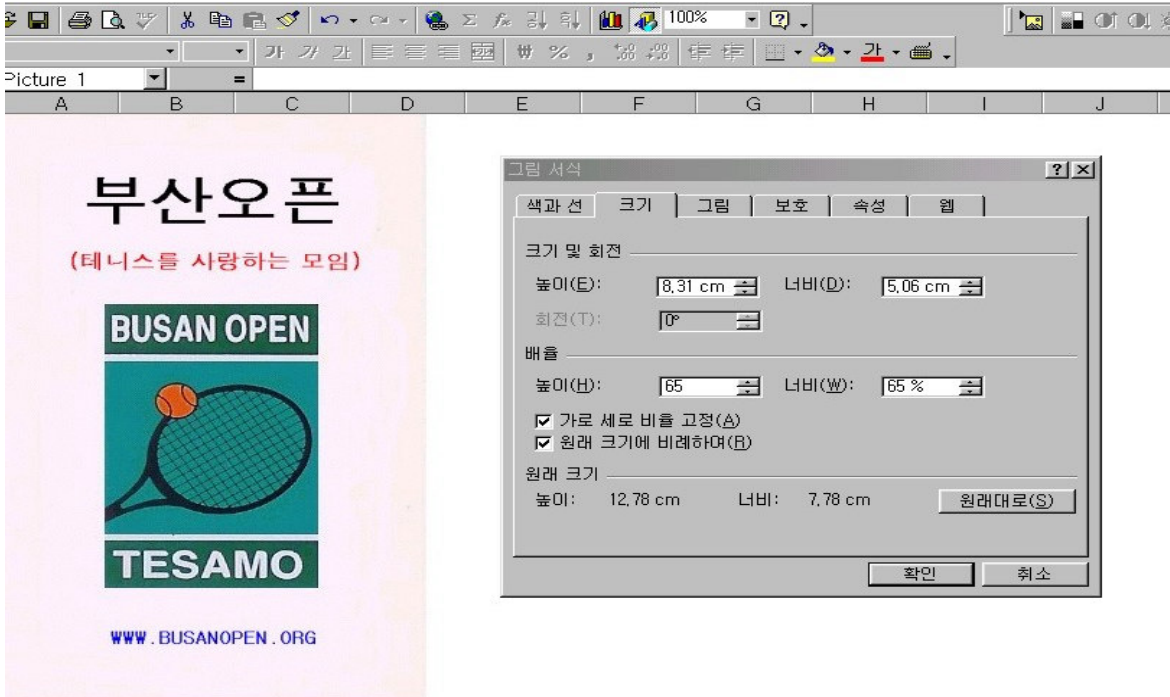 100%
가 가 가 ₩ % , 가
Picture 1 =
A B C D E F G H I J
부산오픈
(테니스를 사랑하는 모임)
BUSAN OPEN
TESAMO
WWW.BUSANOPEN.ORG
그림 서식
색과 선 크기 그림 보호 속성 웹
크기 및 회전
높이(E): 8.31 cm 너비(D): 5.06 cm
회전(T): 0°
배율
높이(H): 65 너비(W): 65 %
가로 세로 비율 고정(A)
원래 크기에 비례하여(R)
원래 크기
높이: 12.78 cm 너비: 7.78 cm 원래대로(S)
확인 취소